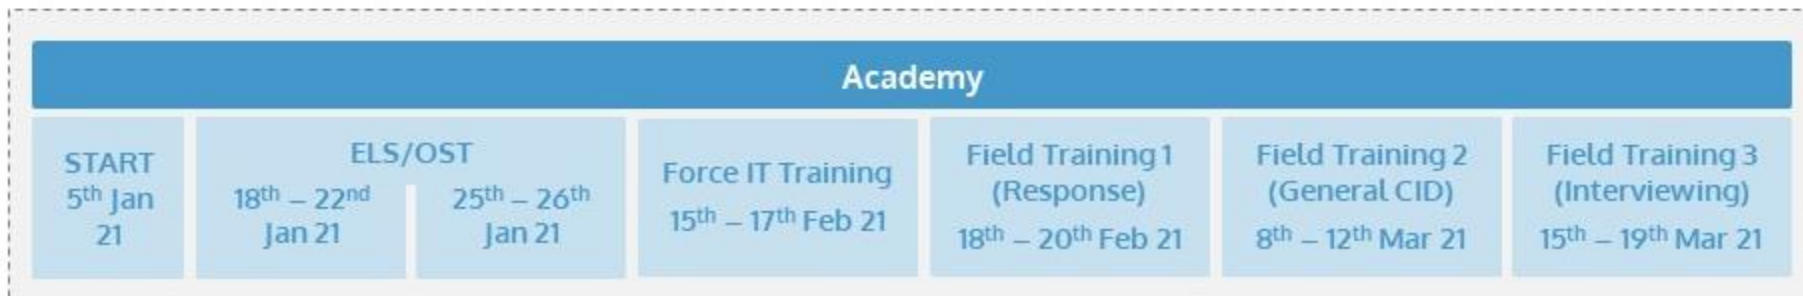 Academy
START
5th Jan
21
ELS/OST
18th – 22nd
Jan 21
25th – 26th
Jan 21
Force IT Training
15th – 17th Feb 21
Field Training 1
(Response)
18th – 20th Feb 21
Field Training 2
(General CID)
8th – 12th Mar 21
Field Training 3
(Interviewing)
15th – 19th Mar 21